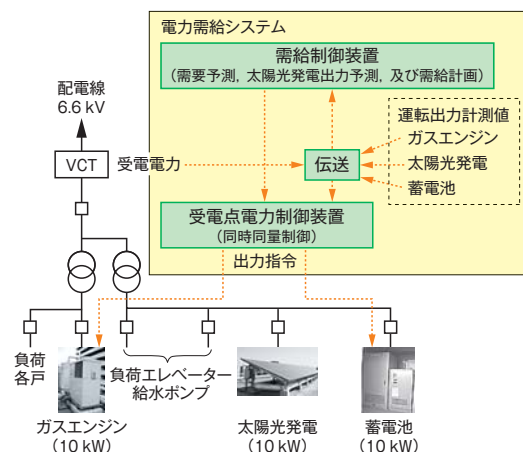 電力需給システム
需給制御装置
(需要予測, 太陽光発電出力予測, 及び需給計画)
配電線
6.6 kV
運転出力計測値
ガスエンジン
VCT
受電電力
伝送
太陽光発電
蓄電池
受電点電力制御装置
(同時同量制御)
出力指令
負荷
各戸
負荷エレベーター
給水ポンプ
ガスエンジン
(10 kW)
太陽光発電
(10 kW)
蓄電池
(10 kW)